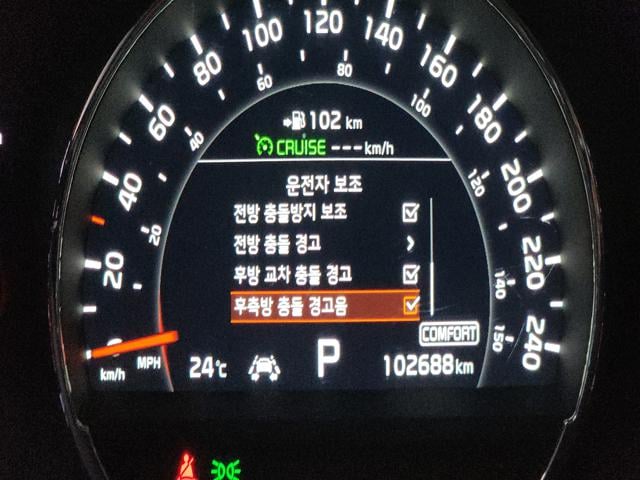 0 20 40 60 80 100 120 140 160 180 200 220 240
20 40 60 80 100 120 140 150
km/h MPH
102 km
CRUISE ---km/h
운전자 보조
전방 충돌방지 보조
전방 충돌 경고
후방 교차 충돌 경고
후측방 충돌 경고음
COMFORT
24℃ P 102688km